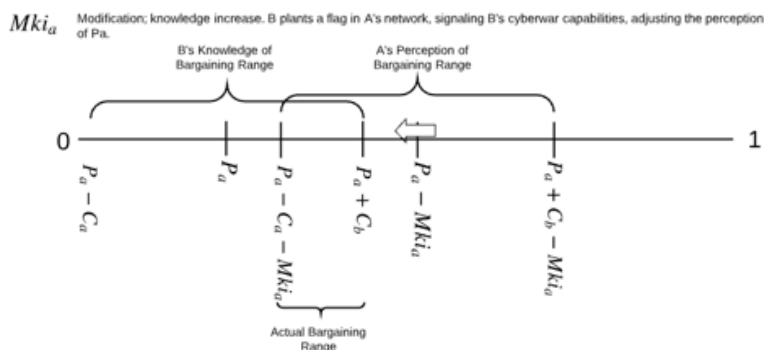 Mki_a Modification; knowledge increase. B plants a flag in A's network, signaling B's cyberwar capabilities, adjusting the perception
of Pa.
B's Knowledge of
Bargaining Range
A's Perception of
Bargaining Range
0
1
P_a − C_a
P_a
P_a − C_a − Mki_a
P_a + C_b
P_a − Mki_a
P_a + C_b − Mki_a
Actual Bargaining
Range